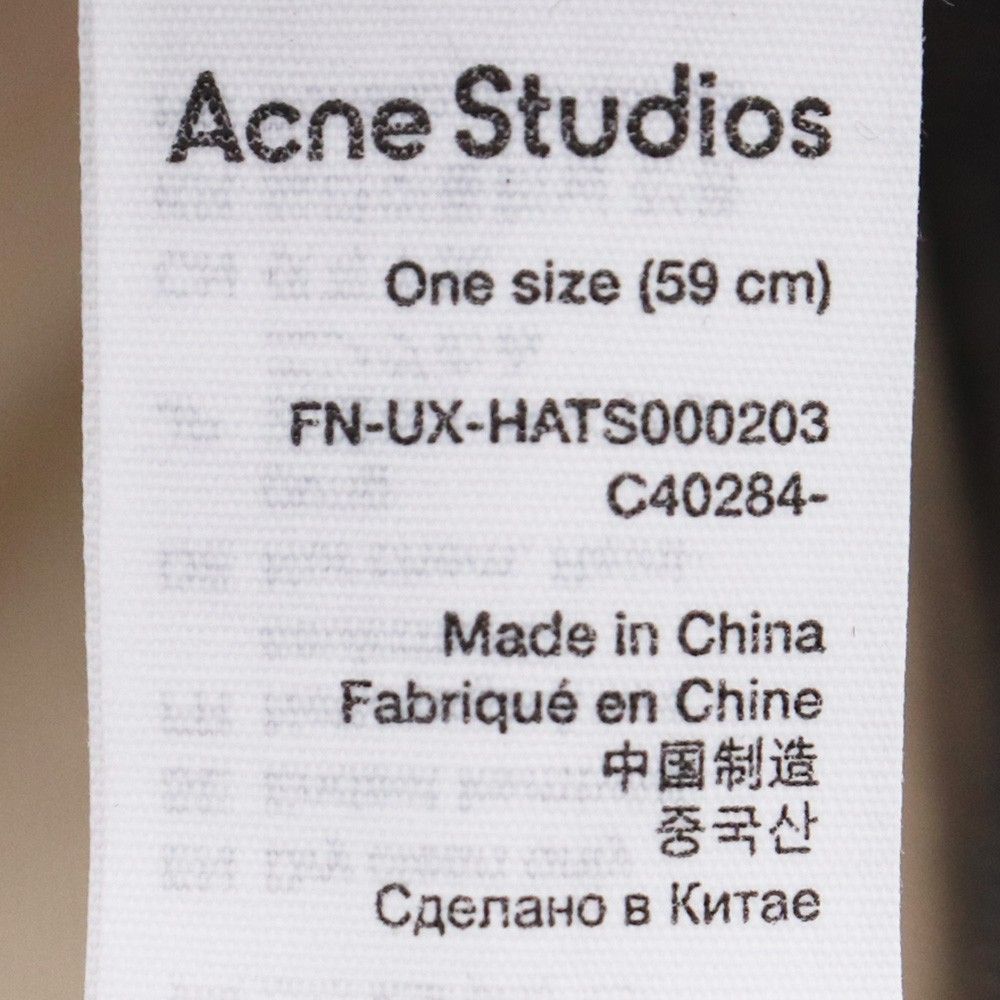 Acne Studios
One size (59 cm)
FN-UX-HATS000203
C40284-
Made in China
Fabriqué en Chine
中国制造
중국산
Сделано в Китае